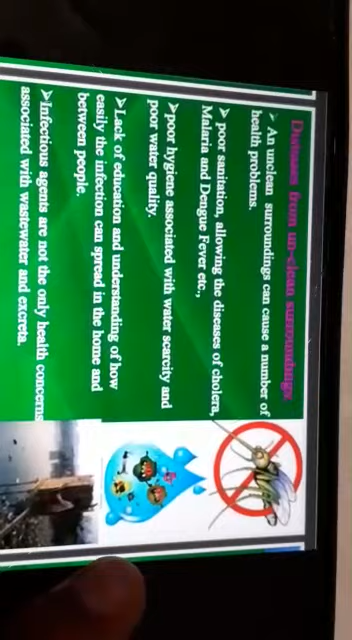 Diseases from un-clean surroundings
➢ An unclean surroundings can cause a number of
health problems.
➢ poor sanitation, allowing the diseases of cholera,
MAlaria and Dengue Fever etc.,
➢poor hygiene associated with water scarcity and
poor water quality.
➢Lack of education and understanding of how
easily the infection can spread in the home and
between people.
➢Infectious agents are not the only health concerns
associated with wastewater and excreta.